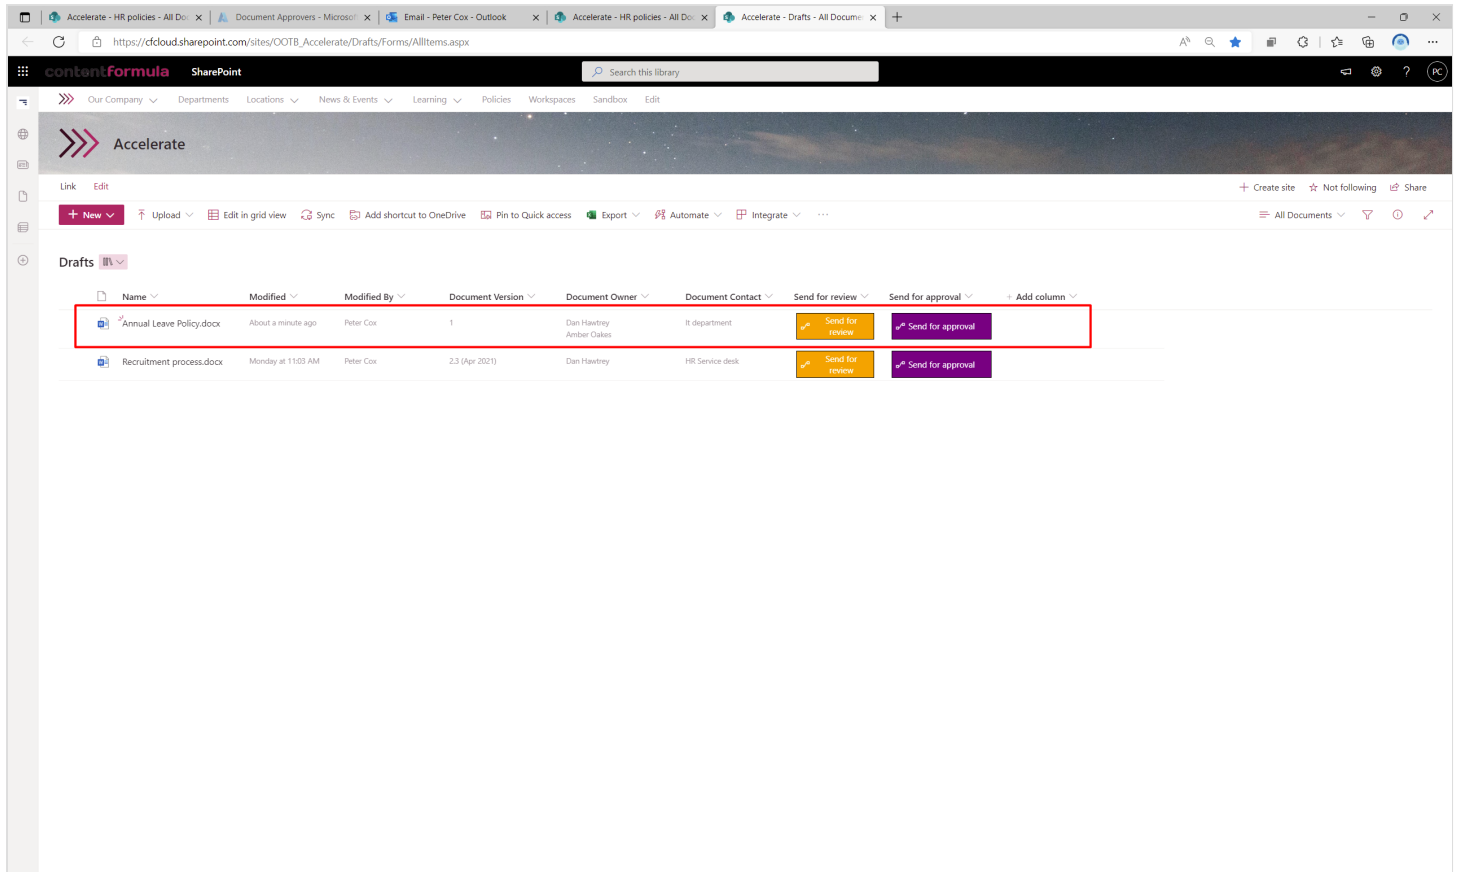 Accelerate - HR policies - All Doc
Document Approvers - Microsof
Email - Peter Cox - Outlook
Accelerate - HR policies - All Doc
Accelerate - Drafts - All Docume
https://cfcloud.sharepoint.com/sites/OOTB_Accelerate/Drafts/Forms/AllItems.aspx
contentformula SharePoint Search this library ? PC
Our Company Departments Locations News & Events Learning Policies Workspaces Sandbox Edit
Accelerate
Link Edit
Create site Not following Share
New Upload Edit in grid view Sync Add shortcut to OneDrive Pin to Quick access Export Automate Integrate ... All Documents
Drafts
Name Modified Modified By Document Version Document Owner Document Contact Send for review Send for approval + Add column
Annual Leave Policy.docx About a minute ago Peter Cox 1 Dan Hawtrey It department Send for Send for approval
Amber Oakes review
Recruitment process.docx Monday at 11:03 AM Peter Cox 2.3 (Apr 2021) Dan Hawtrey HR Service desk Send for Send for approval
review